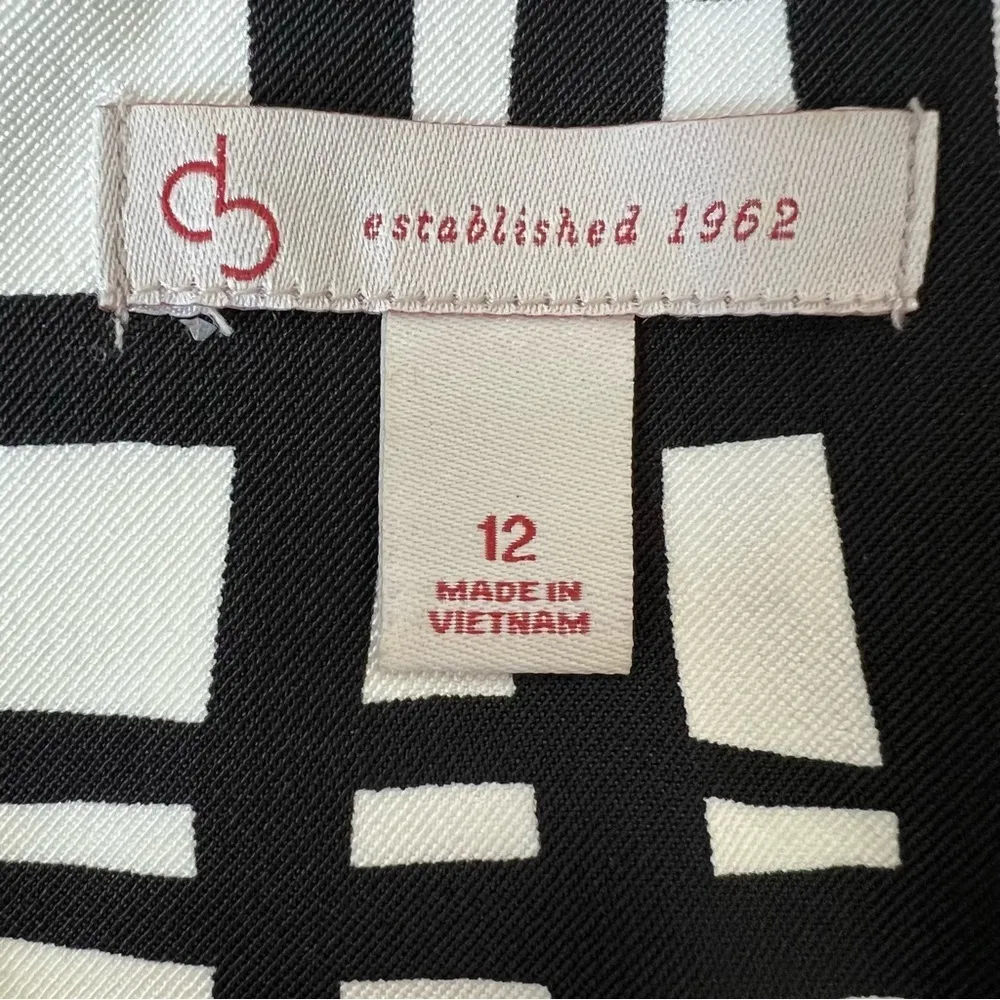 db established 1962
12
MADE IN
VIETNAM